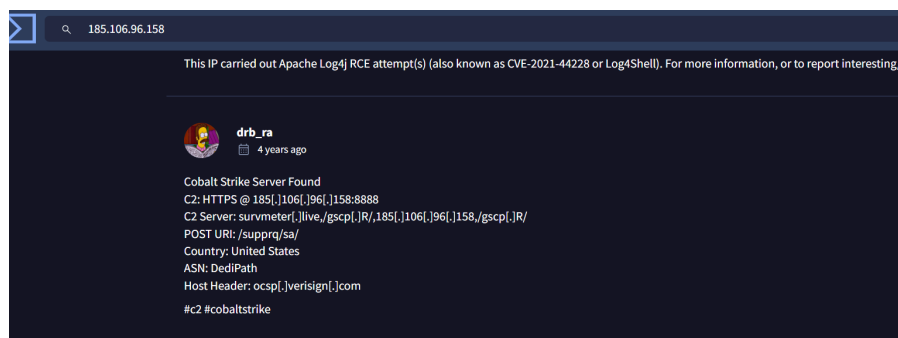 185.106.96.158
This IP carried out Apache Log4j RCE attempt(s) (also known as CVE-2021-44228 or Log4Shell). For more information, or to report interesting,
drb_ra
4 years ago
Cobalt Strike Server Found
C2: HTTPS @ 185[.]106[.]96[.]158:8888
C2 Server: survmeter[.]live,/gscp[.]R/,185[.]106[.]96[.]158,/gscp[.]R/
POST URI: /supprq/sa/
Country: United States
ASN: DediPath
Host Header: ocsp[.]verisign[.]com
#c2 #cobaltstrike